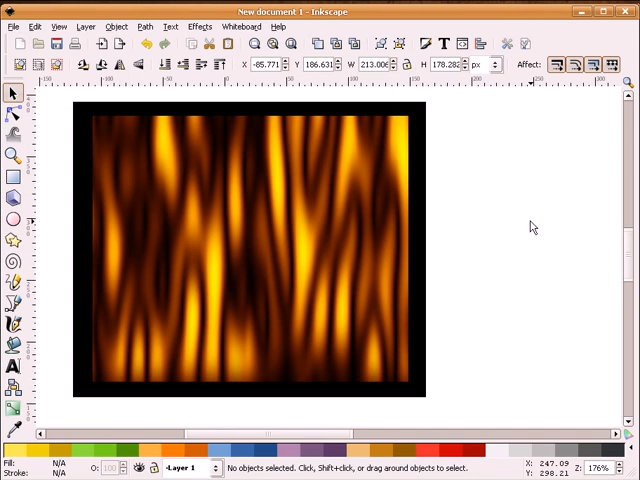 New document 1 - Inkscape
File Edit View Layer Object Path Text Effects Whiteboard Help
X -85.771 Y 186.631 W 213.006 H 178.282 px Affect:
Fill: N/A
Stroke: N/A
O: 100
Layer 1
No objects selected. Click, Shift+click, or drag around objects to select.
X: 247.09
Y: 298.21
Z: 176%